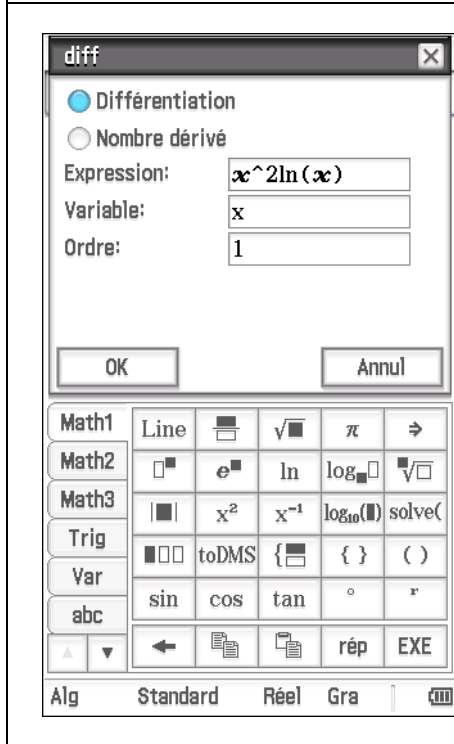 diff
Différentiation
Nombre dérivé
Expression: x^2ln(x)
Variable: x
Ordre: 1
OK Annul
Math1 Line √■ π ⇒
Math2 □■ e■ ln log■□ ■√□
Math3 |■| x² x⁻¹ log₁₀(■) solve(
Trig ■□□ toDMS { ■ { } ( )
Var sin cos tan ° r
abc
← rép EXE
Alg Standard Réel Gra